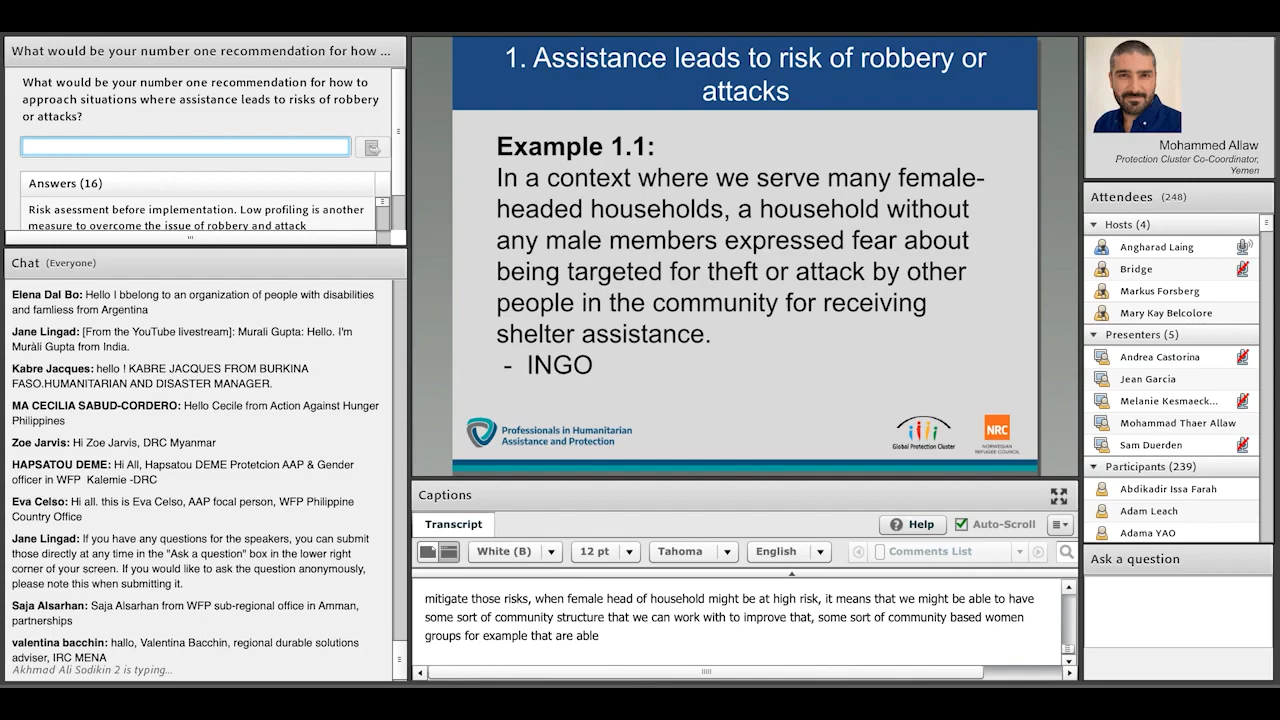 What would be your number one recommendation for how ...
What would be your number one recommendation for how to
approach situations where assistance leads to risks of robbery
or attacks?
Answers (16)
Risk asessment before implementation. Low profiling is another
measure to overcome the issue of robbery and attack
Chat (Everyone)
Elena Dal Bo: Hello I bbelong to an organization of people with disabilities
and famliess from Argentina
Jane Lingad: [From the YouTube livestream]: Murali Gupta: Hello. I'm
Muràli Gupta from India.
Kabre Jacques: hello ! KABRE JACQUES FROM BURKINA
FASO.HUMANITARIAN AND DISASTER MANAGER.
MA CECILIA SABUD-CORDERO: Hello Cecile from Action Against Hunger
Philippines
Zoe Jarvis: Hi Zoe Jarvis, DRC Myanmar
HAPSATOU DEME: Hi All, Hapsatou DEME Protetcion AAP & Gender
officer in WFP Kalemie -DRC
Eva Celso: Hi all. this is Eva Celso, AAP focal person, WFP Philippine
Country Office
Jane Lingad: If you have any questions for the speakers, you can submit
those directly at any time in the "Ask a question" box in the lower right
corner of your screen. If you would like to ask the question anonymously,
please note this when submitting it.
Saja Alsarhan: Saja Alsarhan from WFP sub-regional office in Amman,
partnerships
valentina bacchin: hallo, Valentina Bacchin, regional durable solutions
adviser, IRC MENA
Akhmad Ali Sodikin 2 is typing...
1. Assistance leads to risk of robbery or
attacks
Example 1.1:
In a context where we serve many female-
headed households, a household without
any male members expressed fear about
being targeted for theft or attack by other
people in the community for receiving
shelter assistance.
- INGO
Professionals in Humanitarian
Assistance and Protection
Global Protection Cluster
NRC
NORWEGIAN
REFUGEE COUNCIL
Captions
Transcript
Help
Auto-Scroll
White (B)
12 pt
Tahoma
English
Comments List
mitigate those risks, when female head of household might be at high risk, it means that we might be able to have
some sort of community structure that we can work with to improve that, some sort of community based women
groups for example that are able
Mohammed Allaw
Protection Cluster Co-Coordinator,
Yemen
Attendees (248)
Hosts (4)
Angharad Laing
Bridge
Markus Forsberg
Mary Kay Belcolore
Presenters (5)
Andrea Castorina
Jean Garcia
Melanie Kesmaeck...
Mohammad Thaer Allaw
Sam Duerden
Participants (239)
Abdikadir Issa Farah
Adam Leach
Adama YAO
Ask a question